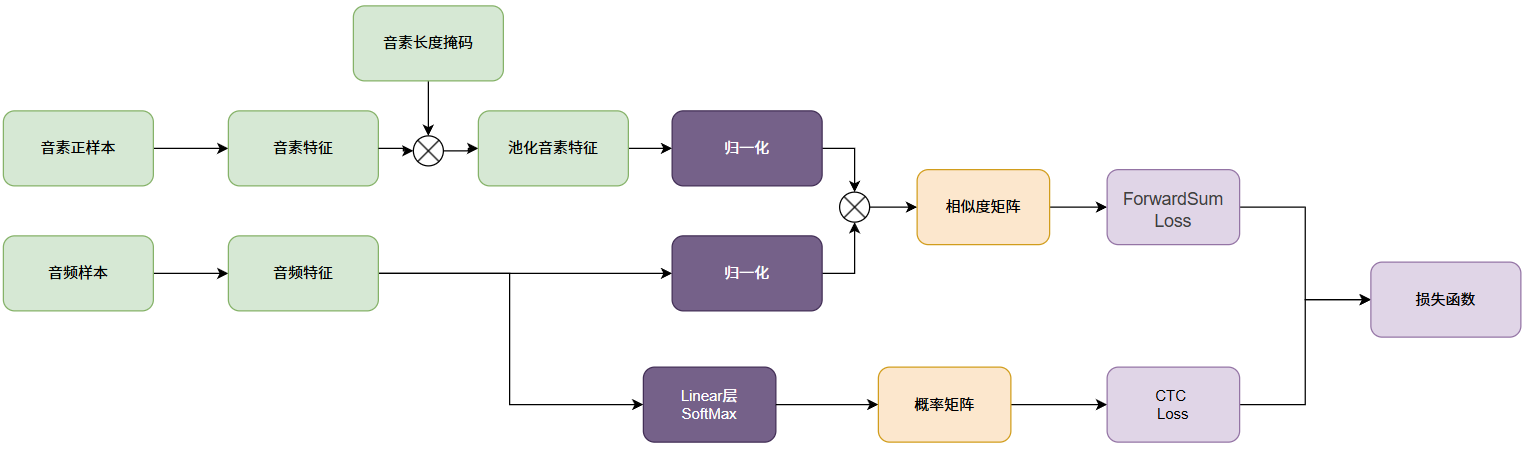 音素长度掩码
音素正样本
音素特征
池化音素特征
归一化
相似度矩阵
ForwardSum
Loss
音频样本
音频特征
归一化
损失函数
Linear层
SoftMax
概率矩阵
CTC
Loss